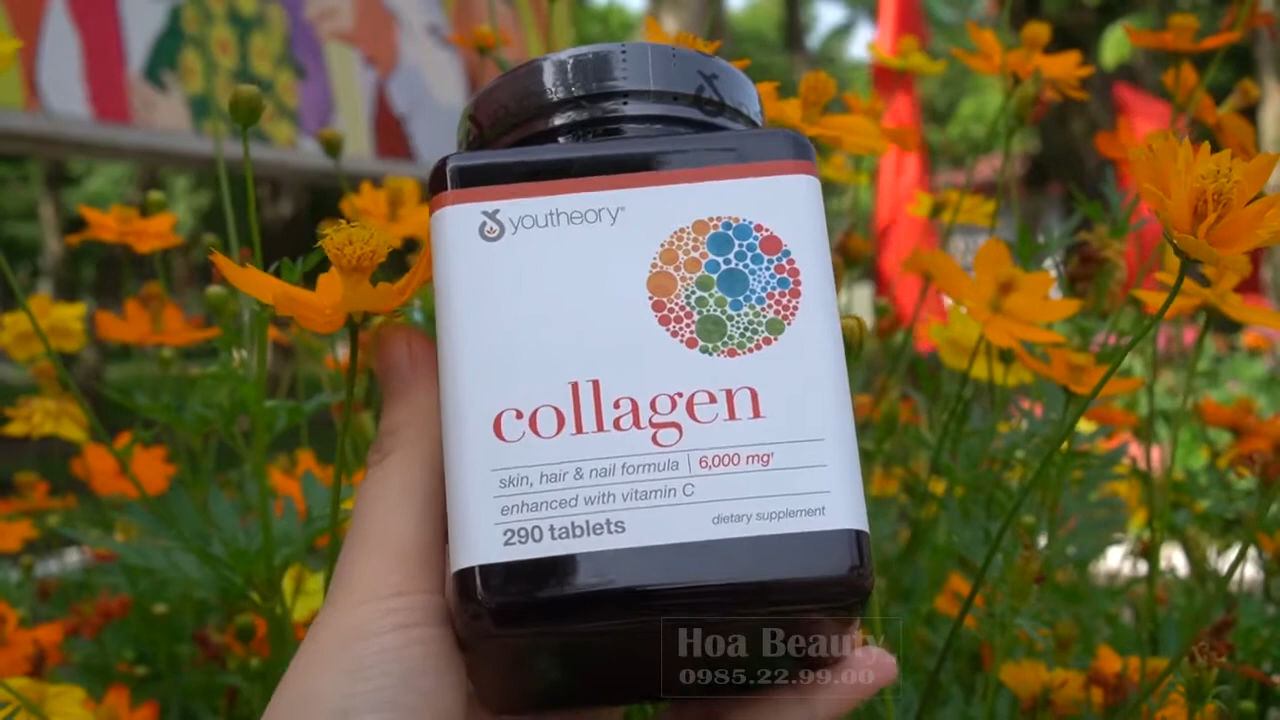 youtheory®
collagen
skin, hair & nail formula | 6,000 mg†
enhanced with vitamin C
290 tablets
dietary supplement
Hoa Beauty
0985.22.99.00